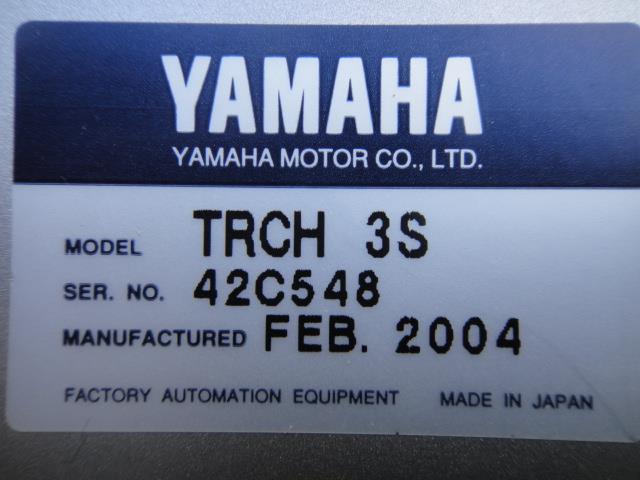 YAMAHA
YAMAHA MOTOR CO., LTD.
MODEL TRCH 3S
SER. NO. 42C548
MANUFACTURED FEB. 2004
FACTORY AUTOMATION EQUIPMENT MADE IN JAPAN